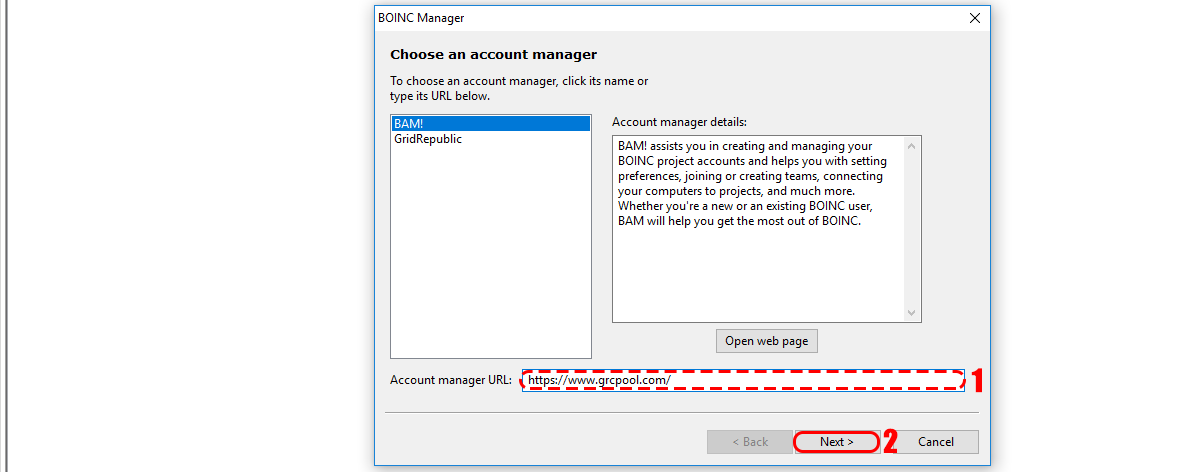 BOINC Manager
Choose an account manager
To choose an account manager, click its name or
type its URL below.
BAM!
GridRepublic
Account manager details:
BAM! assists you in creating and managing your
BOINC project accounts and helps you with setting
preferences, joining or creating teams, connecting
your computers to projects, and much more.
Whether you're a new or an existing BOINC user,
BAM will help you get the most out of BOINC.
Open web page
Account manager URL: https://www.grcpool.com/ 1
< Back Next > 2 Cancel